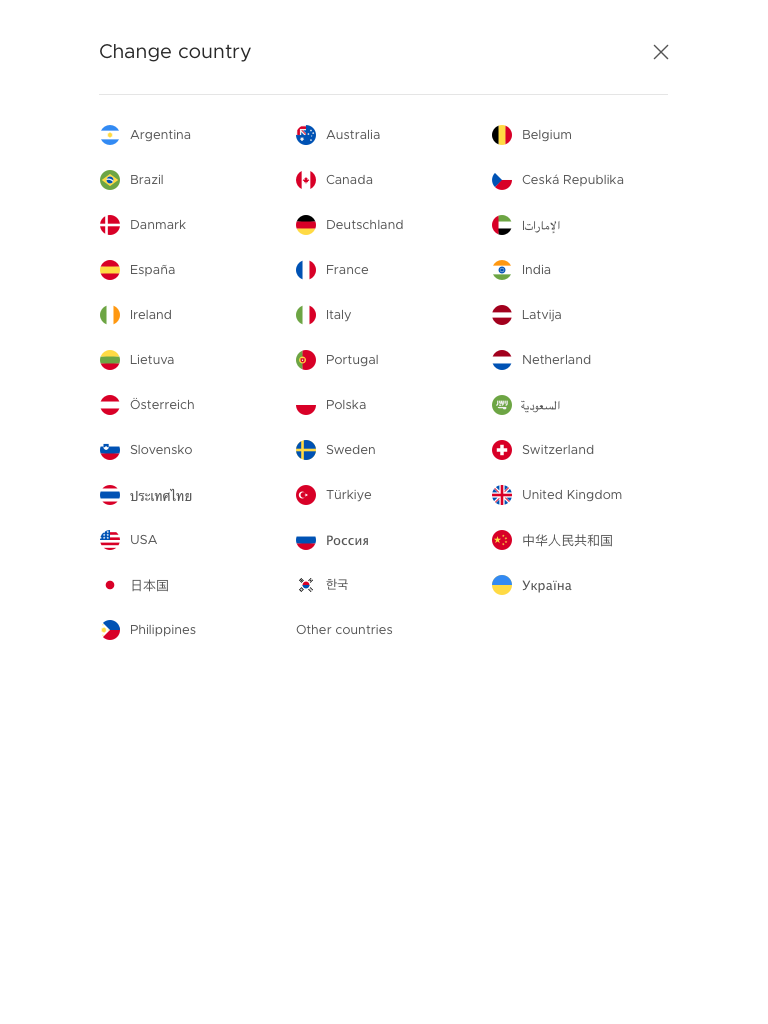 Change country
Argentina
Australia
Belgium
Brazil
Canada
Ceská Republika
Danmark
Deutschland
الإمارات|
España
France
India
Ireland
Italy
Latvija
Lietuva
Portugal
Netherland
Österreich
Polska
السعودية
Slovensko
Sweden
Switzerland
ประเทศไทย
Türkiye
United Kingdom
USA
Россия
中华人民共和国
日本国
한국
Україна
Philippines
Other countries